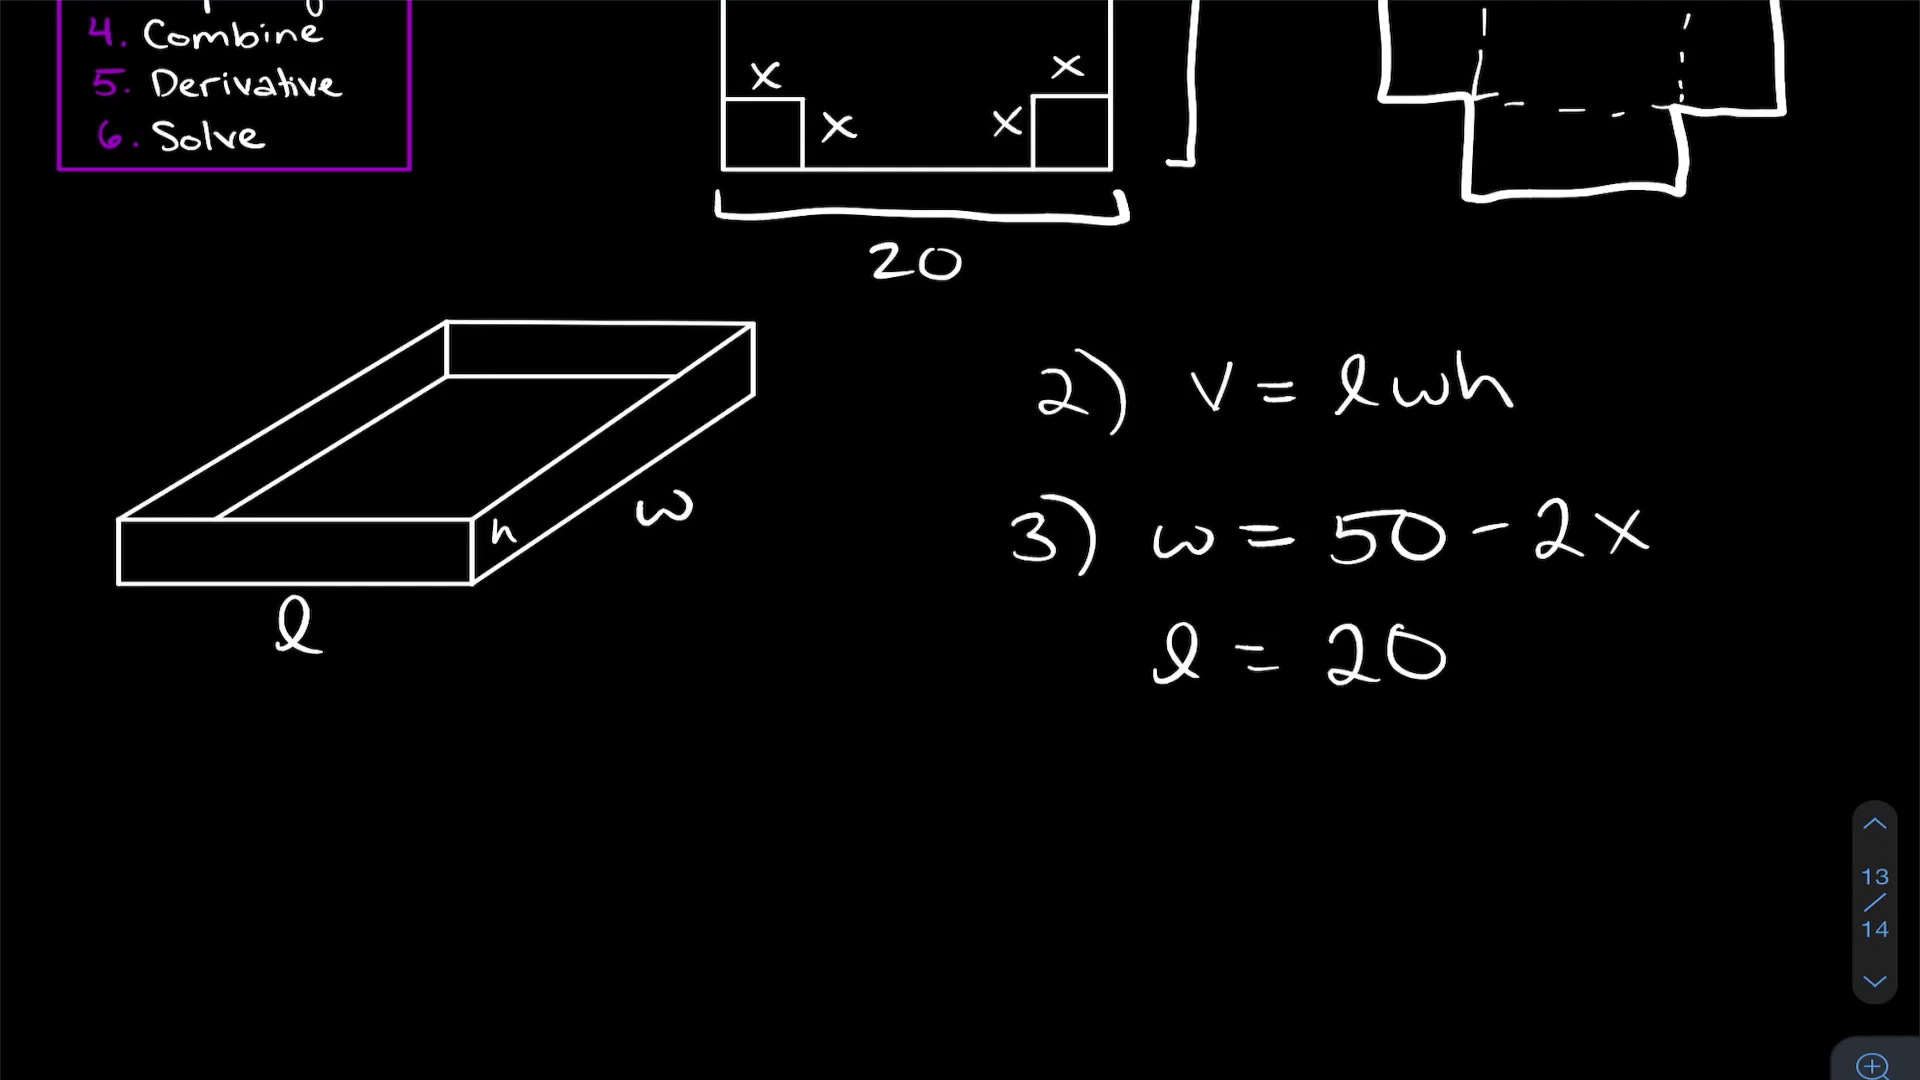 4. Combine
5. Derivative
6. Solve
x
x
x
x
20
2) V = lwh
3) w = 50 - 2x
l = 20
h
w
l
13
/
14